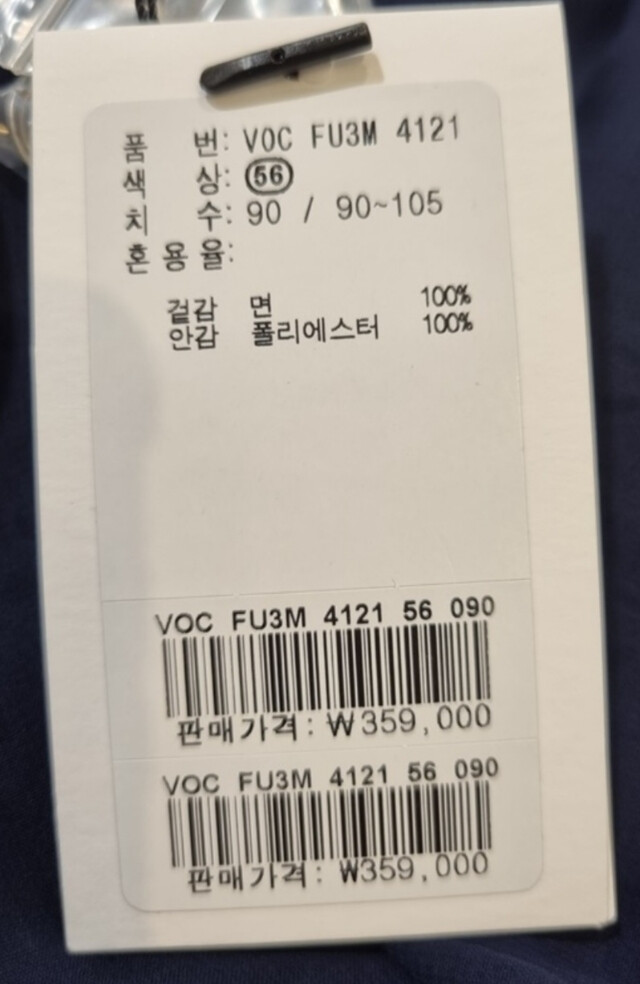 품 번: VOC FU3M 4121
색 상: 56
치 수: 90 / 90~105
혼 용 율:
겉감 면 100%
안감 폴리에스터 100%
VOC FU3M 4121 56 090
판매가격: ₩359,000
VOC FU3M 4121 56 090
판매가격: ₩359,000